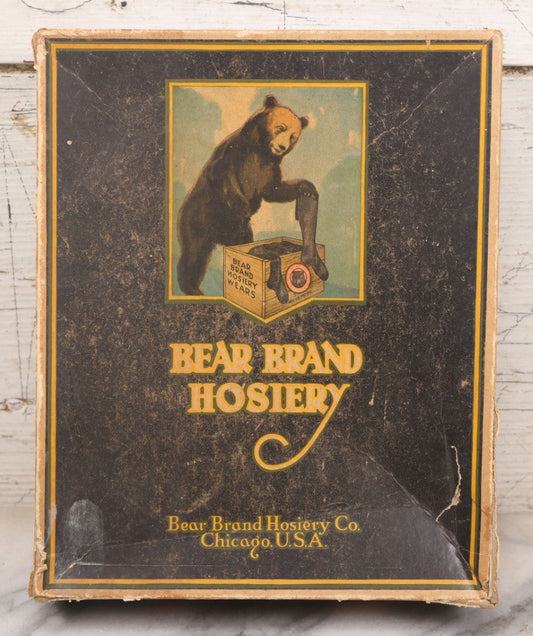 BEAR
BRAND
HOSIERY
WEARS
BEAR BRAND
HOSIERY
Bear Brand Hosiery Co.
Chicago, U.S.A.